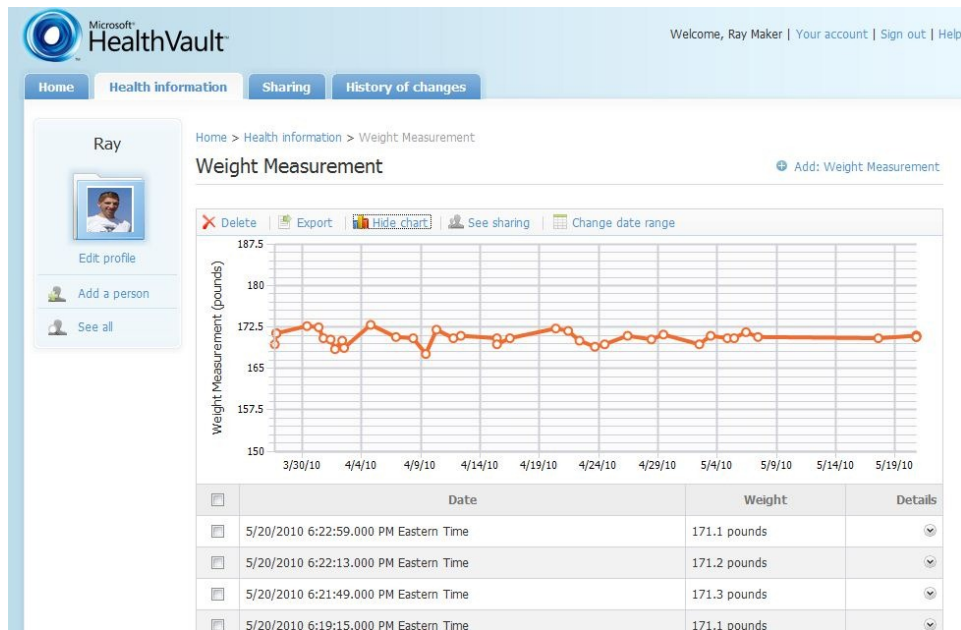 Microsoft®
HealthVault™
Welcome, Ray Maker | Your account | Sign out | Help
Home Health information Sharing History of changes
Ray
Edit profile
Add a person
See all
Home > Health information > Weight Measurement
Weight Measurement
Add: Weight Measurement
Delete | Export | Hide chart | See sharing | Change date range
Weight Measurement (pounds)
187.5
180
172.5
165
157.5
150
3/30/10 4/4/10 4/9/10 4/14/10 4/19/10 4/24/10 4/29/10 5/4/10 5/9/10 5/14/10 5/19/10
Date Weight Details
5/20/2010 6:22:59.000 PM Eastern Time 171.1 pounds
5/20/2010 6:22:13.000 PM Eastern Time 171.2 pounds
5/20/2010 6:21:49.000 PM Eastern Time 171.3 pounds
5/20/2010 6:19:15.000 PM Eastern Time 171.1 pounds